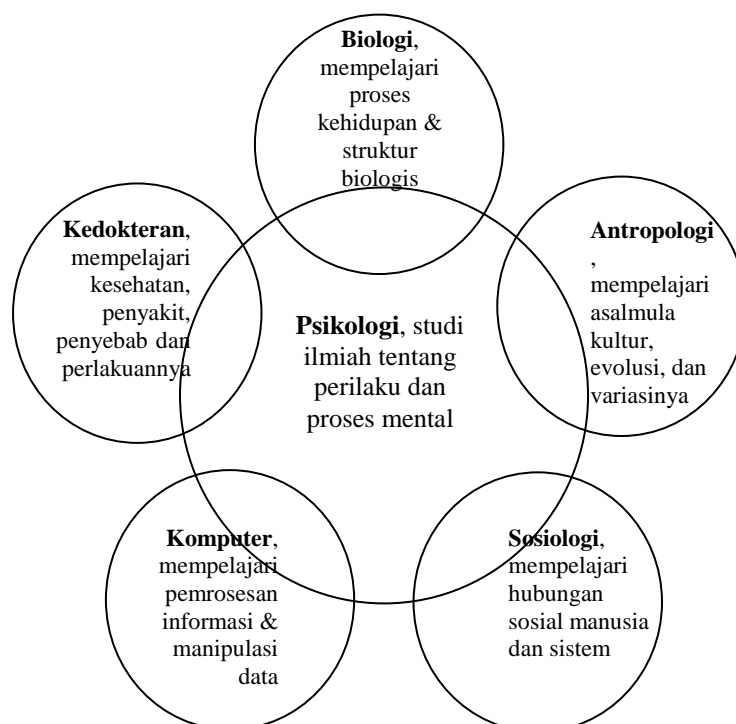 Biologi,
mempelajari
proses
kehidupan &
struktur
biologis
Kedokteran,
mempelajari
kesehatan,
penyakit,
penyebab dan
perlakuannya
Antropologi
,
mempelajari
asalmula
kultur,
evolusi, dan
variasinya
Psikologi, studi
ilmiah tentang
perilaku dan
proses mental
Komputer,
mempelajari
pemrosesan
informasi &
manipulasi
data
Sosiologi,
mempelajari
hubungan
sosial manusia
dan sistem